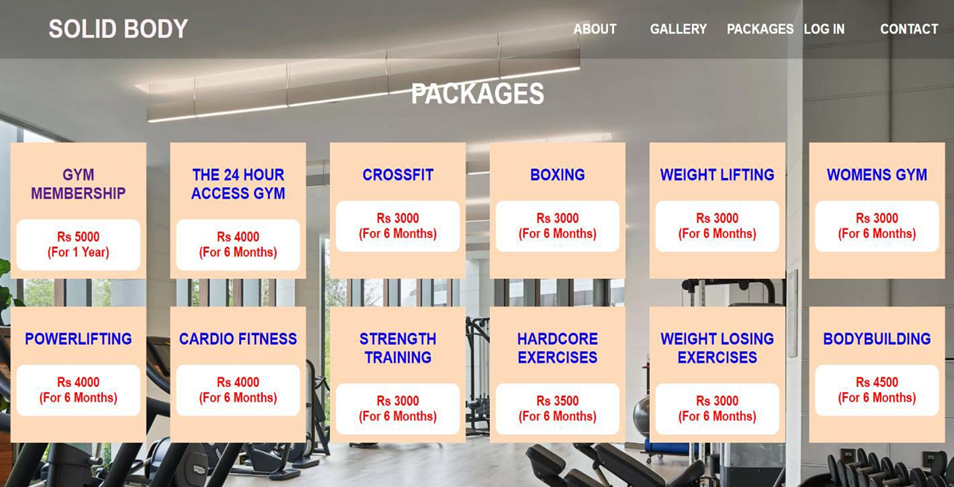 SOLID BODY
ABOUT GALLERY PACKAGES LOG IN CONTACT
PACKAGES
GYM
MEMBERSHIP
Rs 5000
(For 1 Year)
THE 24 HOUR
ACCESS GYM
Rs 4000
(For 6 Months)
CROSSFIT
Rs 3000
(For 6 Months)
BOXING
Rs 3000
(For 6 Months)
WEIGHT LIFTING
Rs 3000
(For 6 Months)
WOMENS GYM
Rs 3000
(For 6 Months)
POWERLIFTING
Rs 4000
(For 6 Months)
CARDIO FITNESS
Rs 4000
(For 6 Months)
STRENGTH
TRAINING
Rs 3000
(For 6 Months)
HARDCORE
EXERCISES
Rs 3500
(For 6 Months)
WEIGHT LOSING
EXERCISES
Rs 3000
(For 6 Months)
BODYBUILDING
Rs 4500
(For 6 Months)